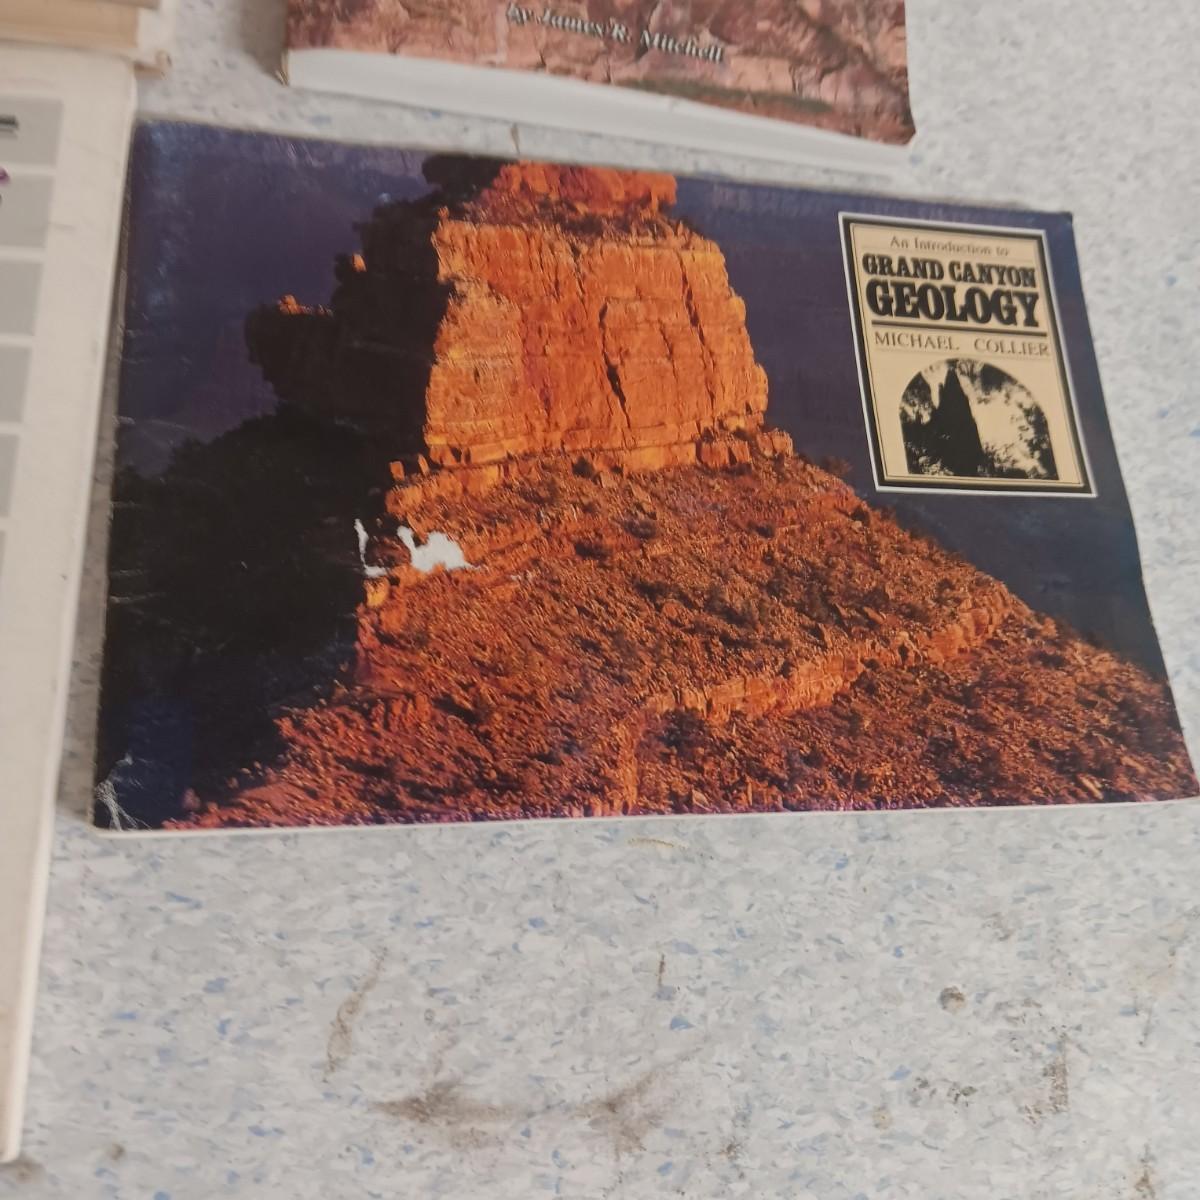 by James R. Mitchell
An Introduction to
GRAND CANYON
GEOLOGY
MICHAEL COLLIER